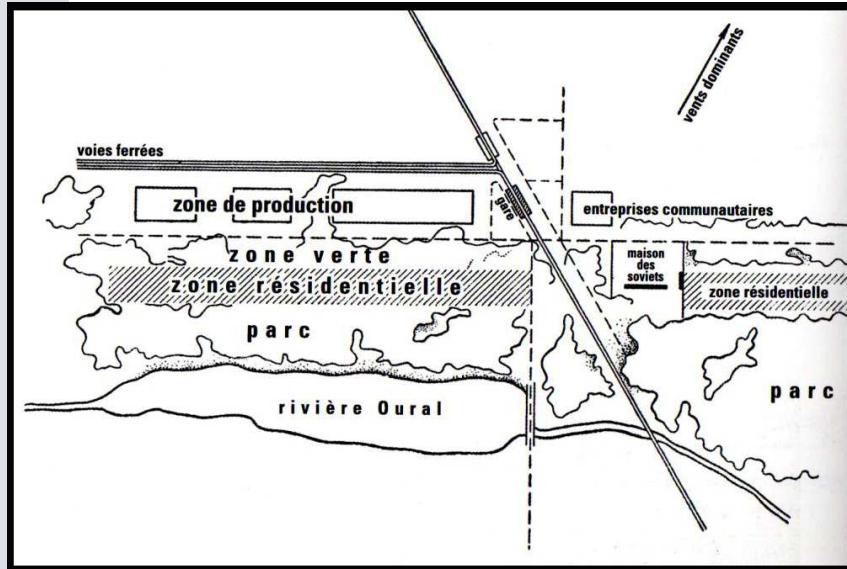 vents dominants
voies ferrées
zone de production
gare
entreprises communautaires
zone verte
maison
des
soviets
zone résidentielle
zone résidentielle
parc
parc
rivière Oural